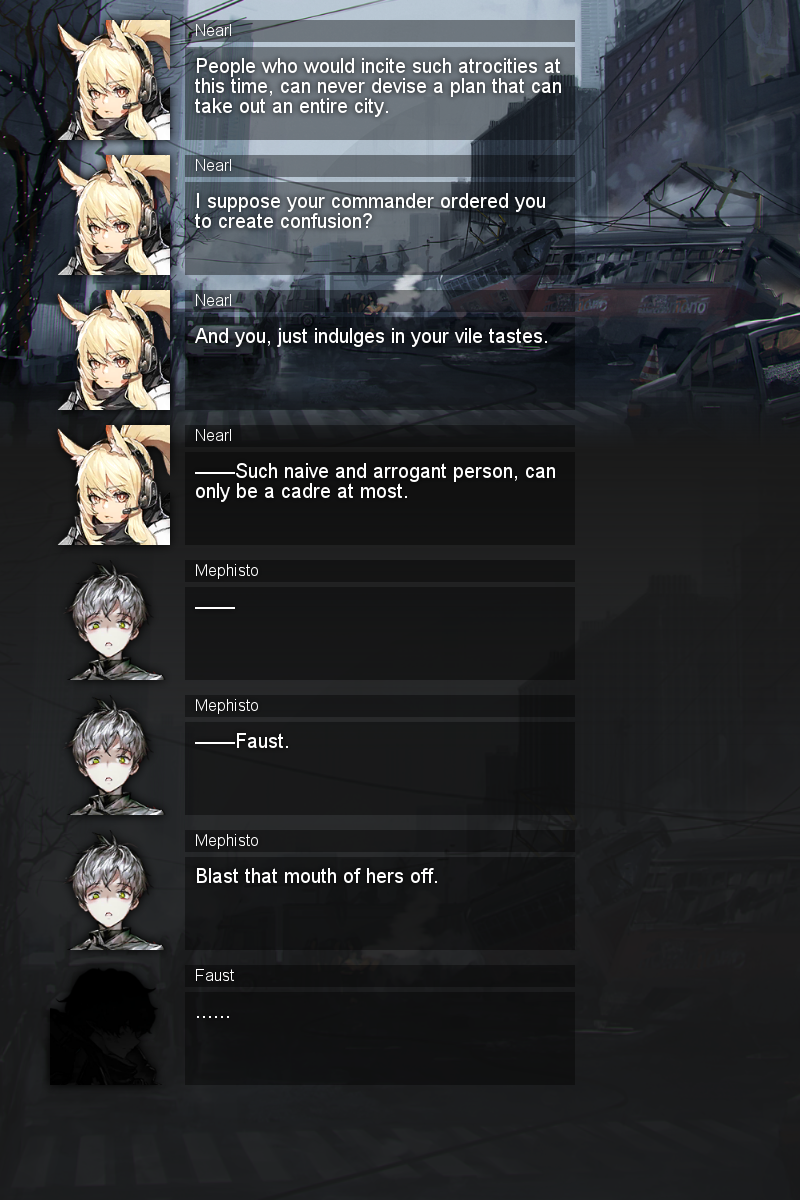 Nearl
People who would incite such atrocities at
this time, can never devise a plan that can
take out an entire city.
Nearl
I suppose your commander ordered you
to create confusion?
Nearl
And you, just indulges in your vile tastes.
Nearl
——Such naive and arrogant person, can
only be a cadre at most.
Mephisto
——
Mephisto
——Faust.
Mephisto
Blast that mouth of hers off.
Faust
......